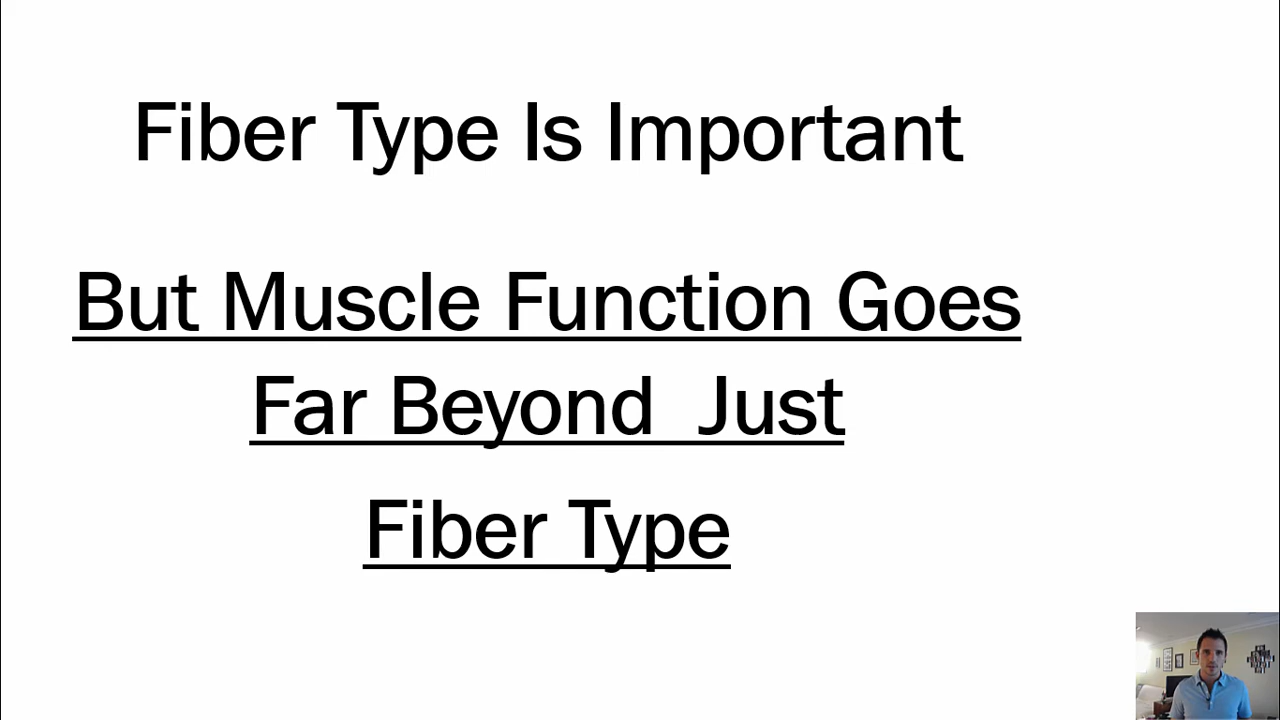 Fiber Type Is Important
But Muscle Function Goes
Far Beyond  Just
Fiber Type